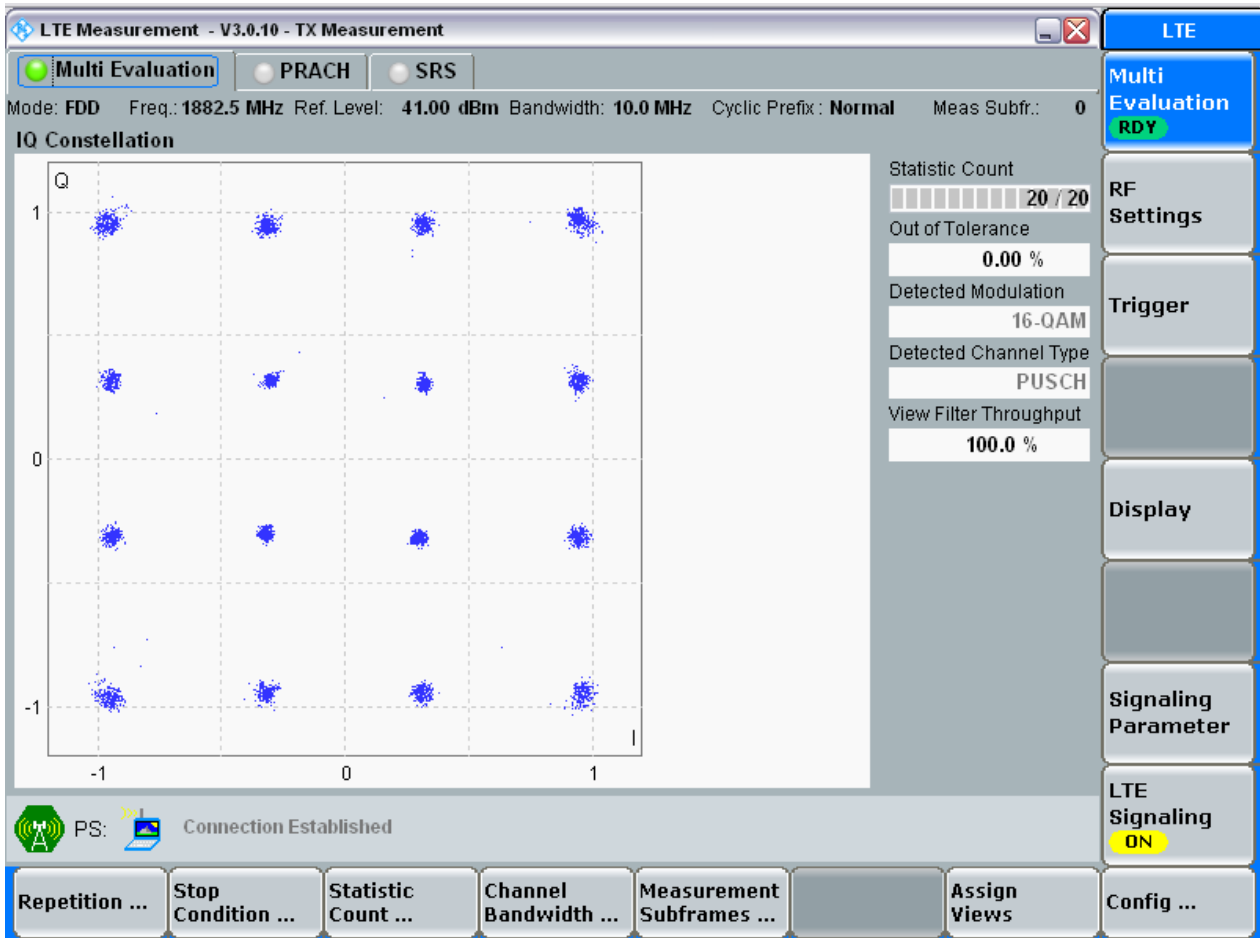 LTE Measurement - V3.0.10 - TX Measurement
LTE
Multi Evaluation PRACH SRS
Multi
Evaluation
RDY
Mode: FDD Freq.: 1882.5 MHz Ref. Level: 41.00 dBm Bandwidth: 10.0 MHz Cyclic Prefix : Normal Meas Subfr.: 0
IQ Constellation
Q
1
0
-1
I
-1 0 1
Statistic Count
20 / 20
Out of Tolerance
0.00 %
Detected Modulation
16-QAM
Detected Channel Type
PUSCH
View Filter Throughput
100.0 %
RF
Settings
Trigger
Display
Signaling
Parameter
LTE
Signaling
ON
PS: Connection Established
Repetition ...
Stop
Condition ...
Statistic
Count ...
Channel
Bandwidth ...
Measurement
Subframes ...
Assign
Views
Config ...